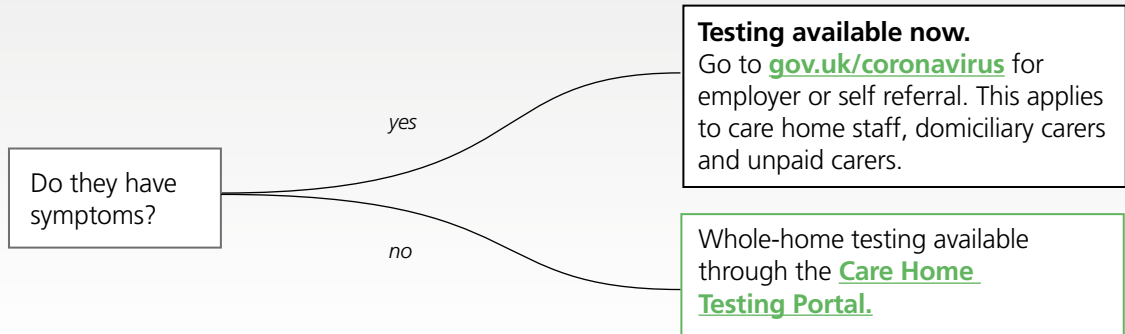 Do they have
symptoms?
yes
Testing available now.
Go to gov.uk/coronavirus for
employer or self referral. This applies
to care home staff, domiciliary carers
and unpaid carers.
no
Whole-home testing available
through the Care Home
Testing Portal.